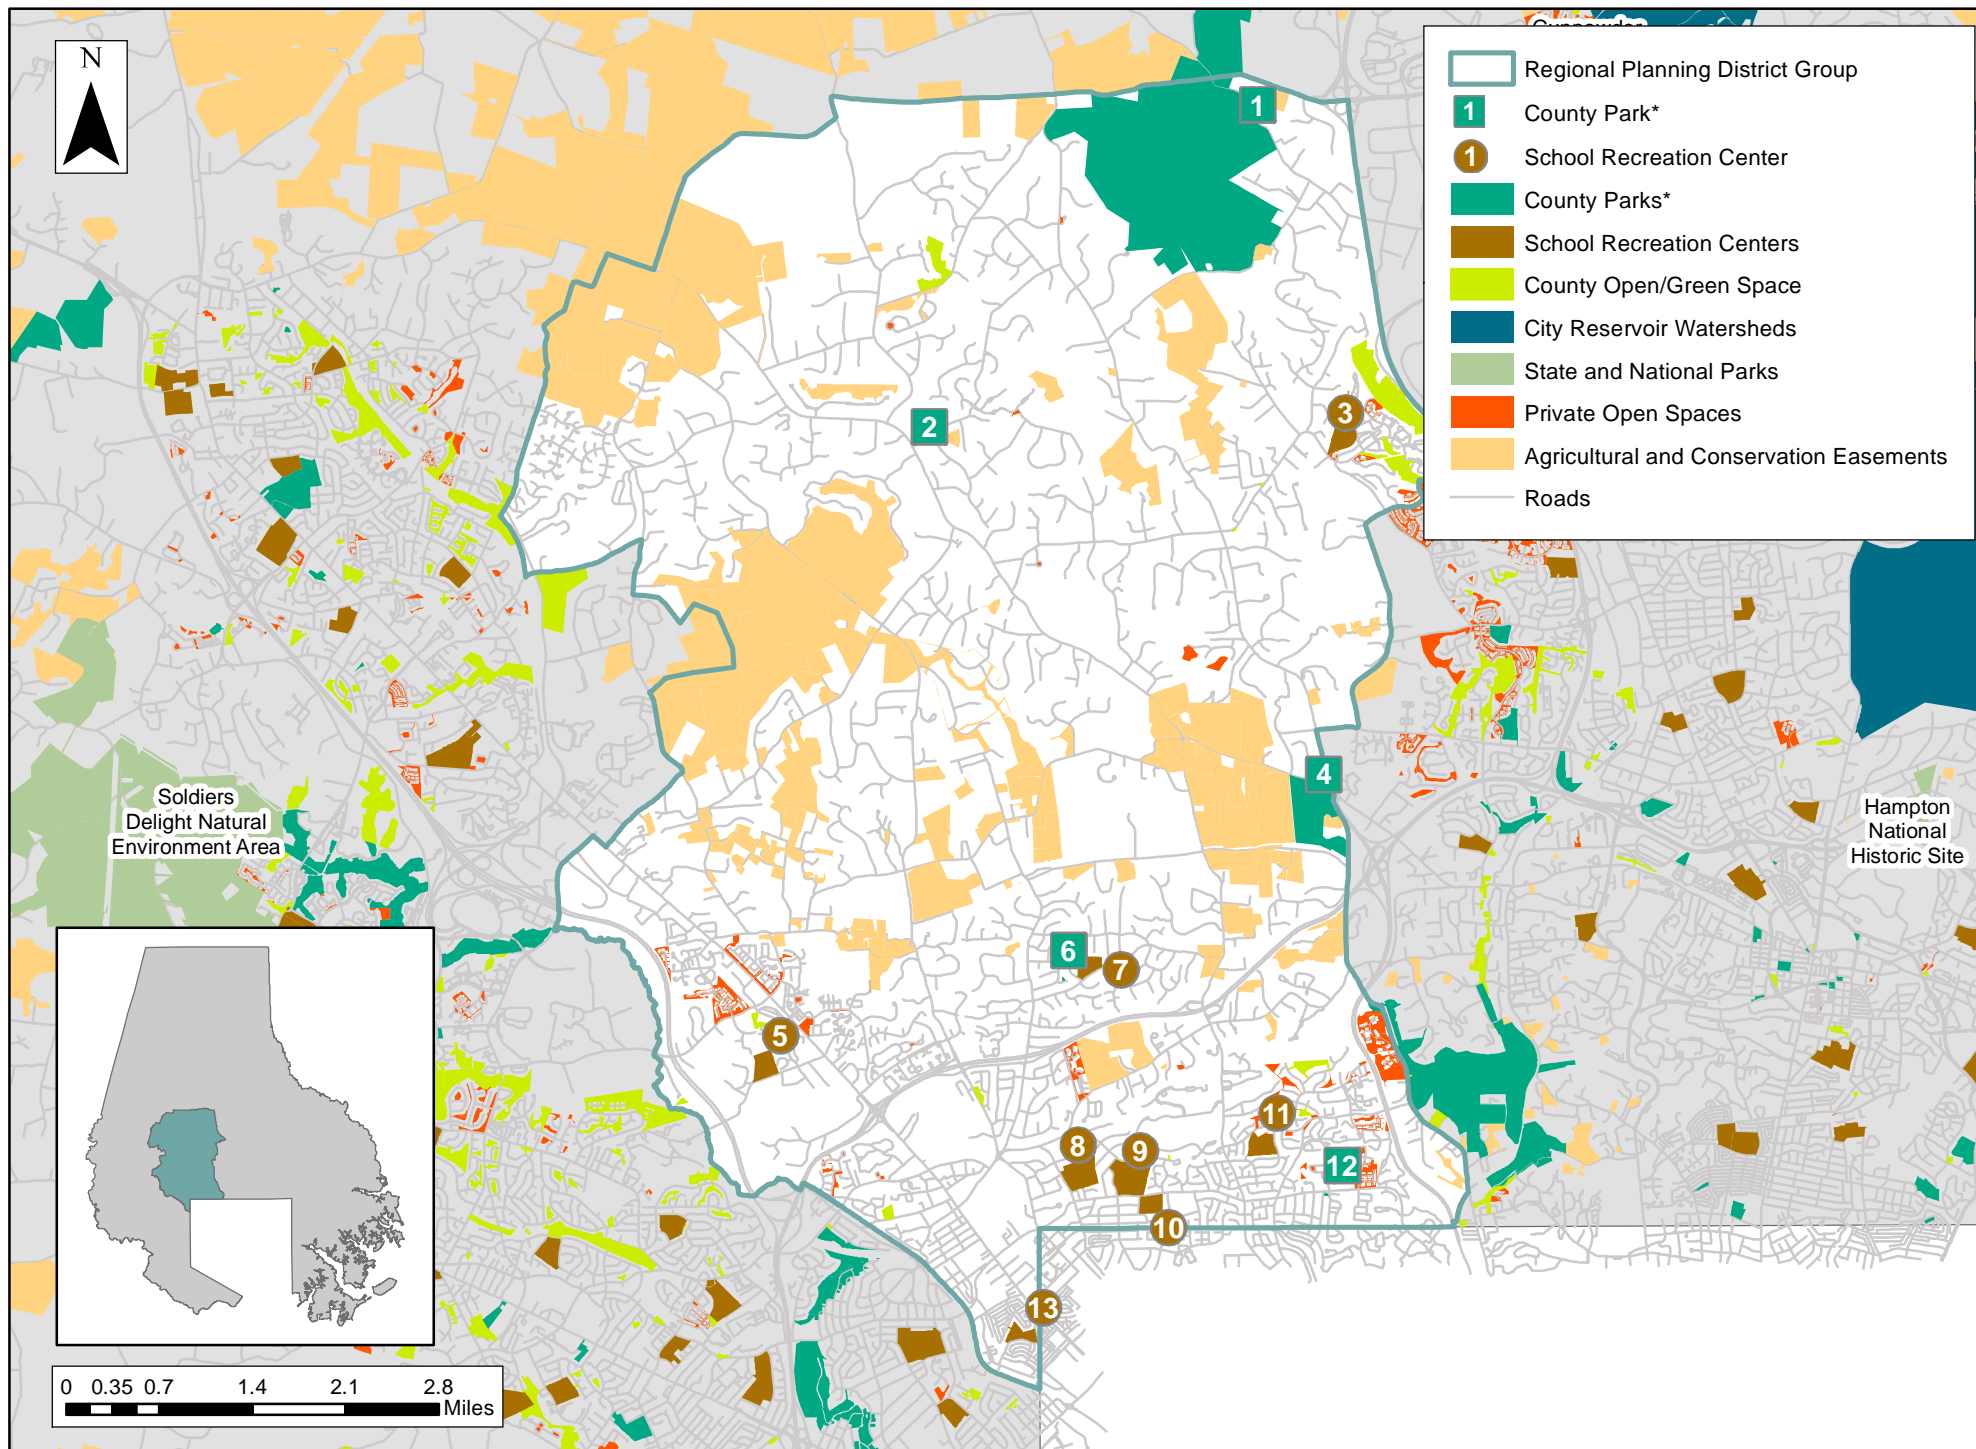 N
Regional Planning District Group
1
County Park*
1
School Recreation Center
County Parks*
School Recreation Centers
County Open/Green Space
City Reservoir Watersheds
State and National Parks
Private Open Spaces
Agricultural and Conservation Easements
Roads
1
2
3
4
Soldiers
Delight Natural
Environment Area
Hampton
National
Historic Site
6
7
5
11
8
9
12
10
13
0 0.35 0.7 1.4 2.1 2.8
Miles